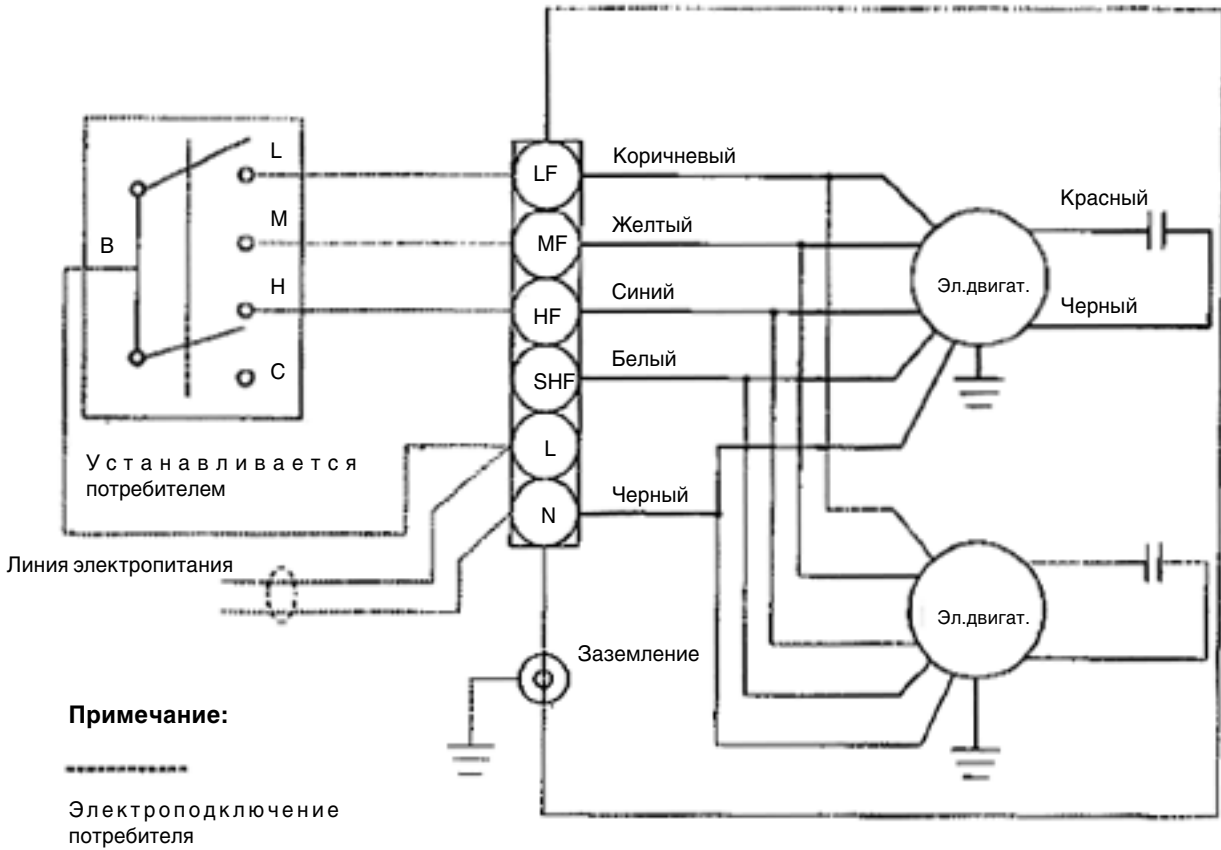 L
M
B
H
C
Устанавливается
потребителем
Линия электропитания
LF
MF
HF
SHF
L
N
Коричневый
Желтый
Синий
Белый
Черный
Красный
Эл.двигат.
Черный
Эл.двигат.
Заземление
Примечание:
Электроподключение
потребителя